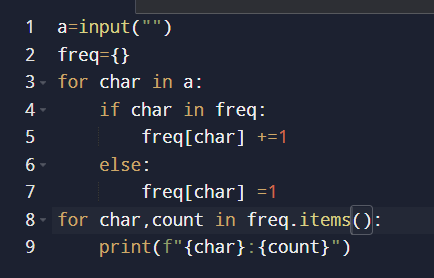 1 a=input("")
2 freq={}
3 for char in a:
4     if char in freq:
5         freq[char] +=1
6     else:
7         freq[char] =1
8 for char,count in freq.items():
9     print(f"{char}:{count}")